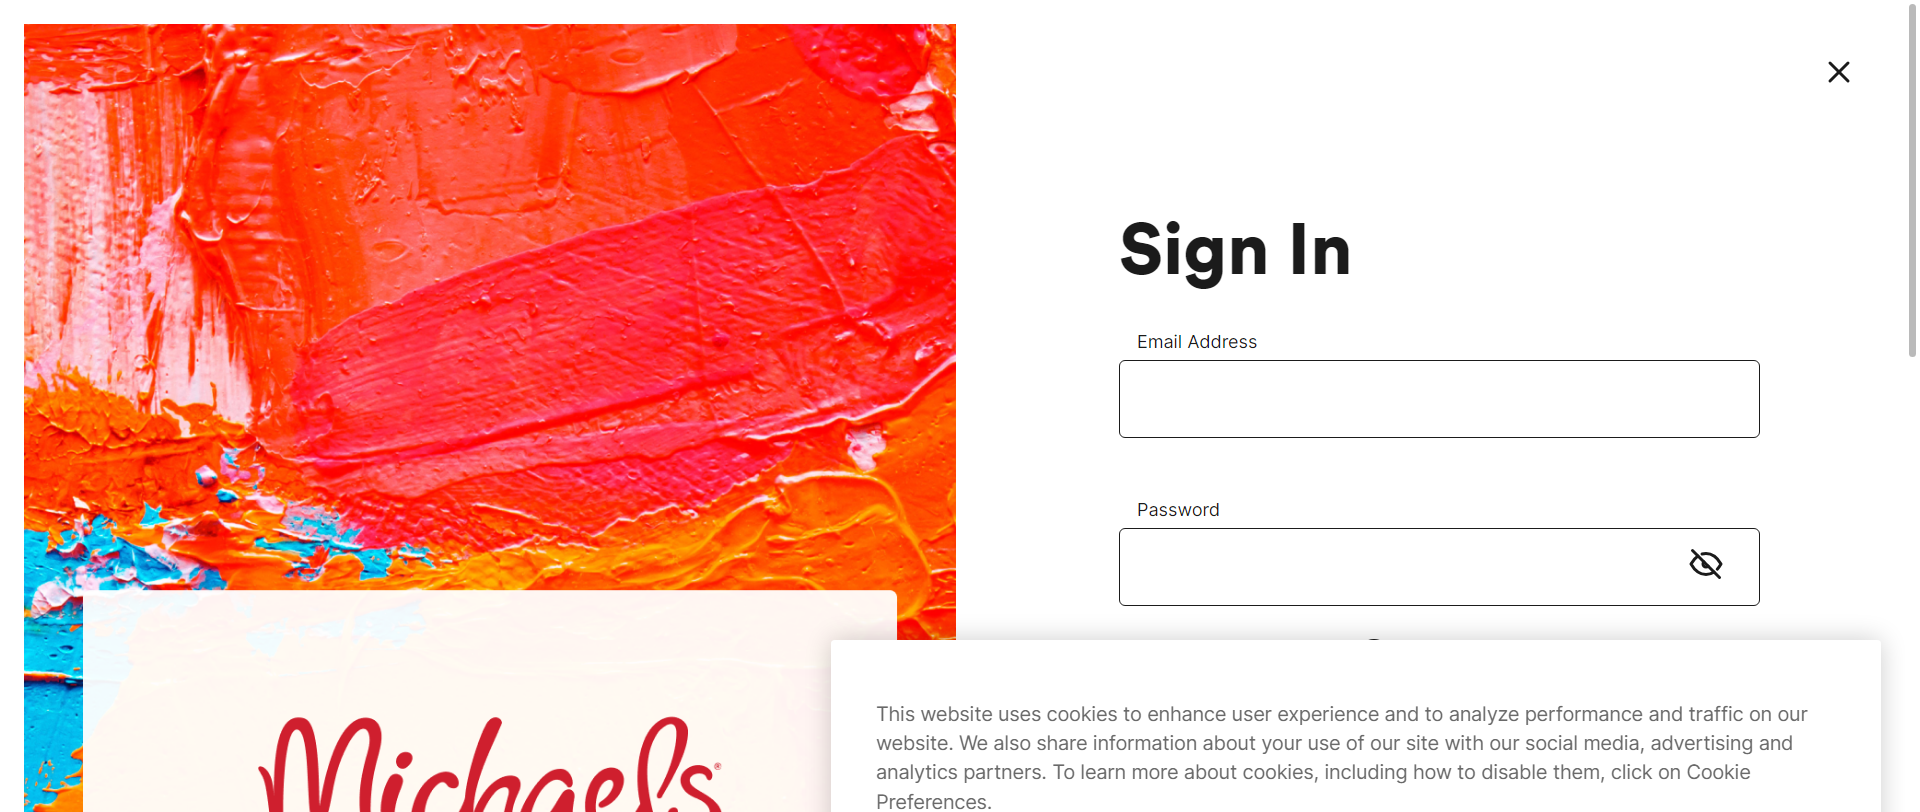 Sign In
Email Address
Password
Michaels®
This website uses cookies to enhance user experience and to analyze performance and traffic on our
website. We also share information about your use of our site with our social media, advertising and
analytics partners. To learn more about cookies, including how to disable them, click on Cookie
Preferences.